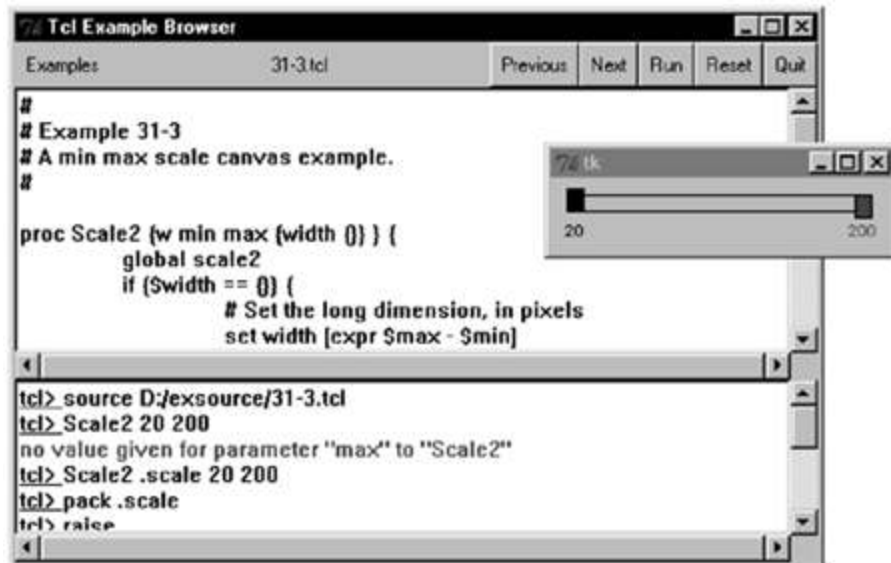 Tcl Example Browser
Examples 31-3.tcl Previous Next Run Reset Quit
#
# Example 31-3
# A min max scale canvas example.
#
proc Scale2 {w min max {width {}} } {
global scale2
if {$width == {}} {
# Set the long dimension, in pixels
set width [expr $max - $min]
tk
20 200
tcl> source D:/exsource/31-3.tcl
tcl> Scale2 20 200
no value given for parameter "max" to "Scale2"
tcl> Scale2 .scale 20 200
tcl> pack .scale
tcl> raise